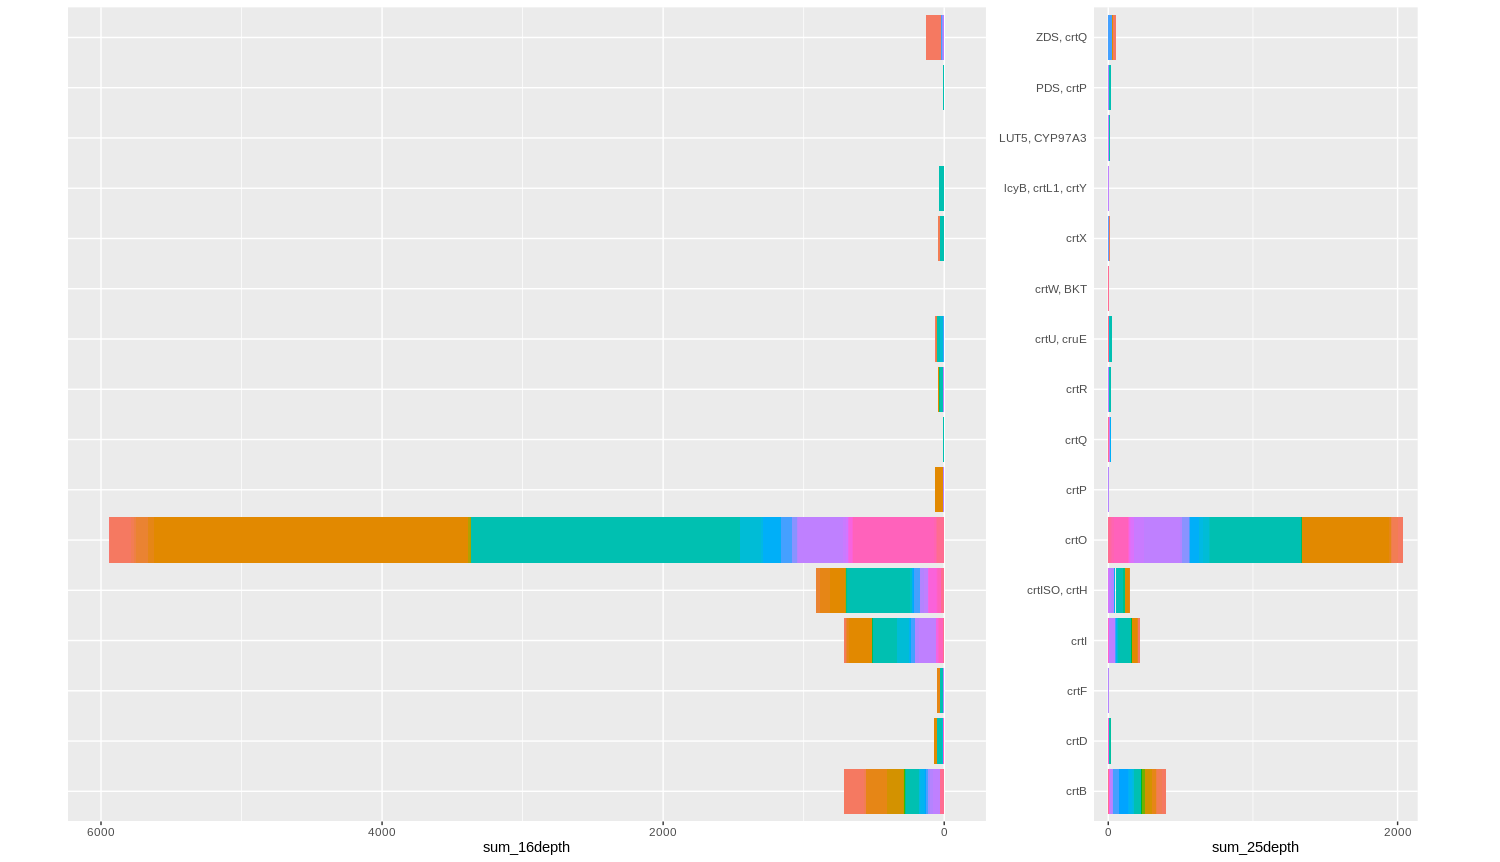 ZDS, crtQ
PDS, crtP
LUT5, CYP97A3
lcyB, crtL1, crtY
crtX
crtW, BKT
crtU, cruE
crtR
crtQ
crtP
crtO
crtISO, crtH
crtI
crtF
crtD
crtB
6000 4000 2000 0 0 2000
sum_16depth sum_25depth